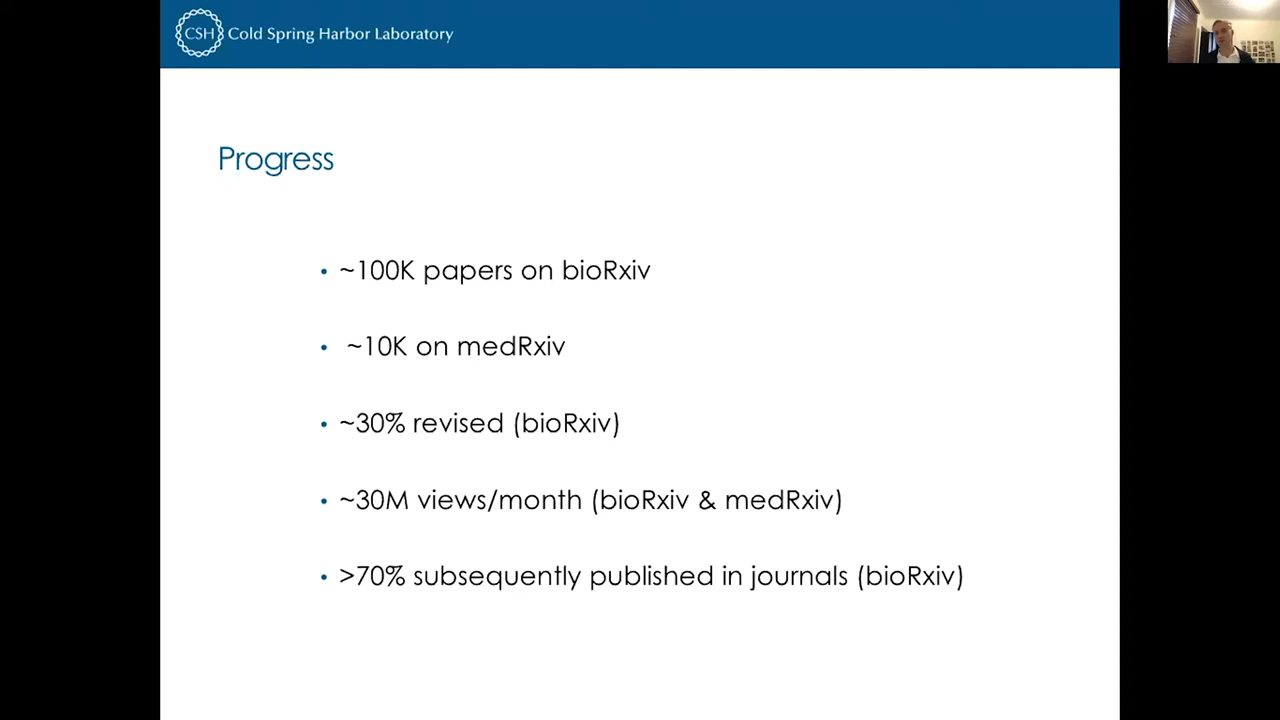 CSH Cold Spring Harbor Laboratory
Progress
• ~100K papers on bioRxiv
• ~10K on medRxiv
• ~30% revised (bioRxiv)
• ~30M views/month (bioRxiv & medRxiv)
• >70% subsequently published in journals (bioRxiv)